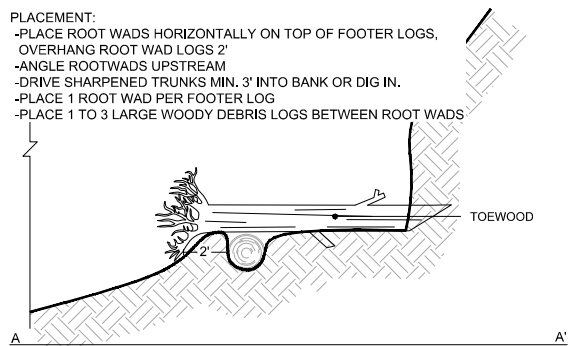 PLACEMENT:
-PLACE ROOT WADS HORIZONTALLY ON TOP OF FOOTER LOGS,
OVERHANG ROOT WAD LOGS 2'
-ANGLE ROOTWADS UPSTREAM
-DRIVE SHARPENED TRUNKS MIN. 3' INTO BANK OR DIG IN.
-PLACE 1 ROOT WAD PER FOOTER LOG
-PLACE 1 TO 3 LARGE WOODY DEBRIS LOGS BETWEEN ROOT WADS
TOEWOOD
2'
A
A'